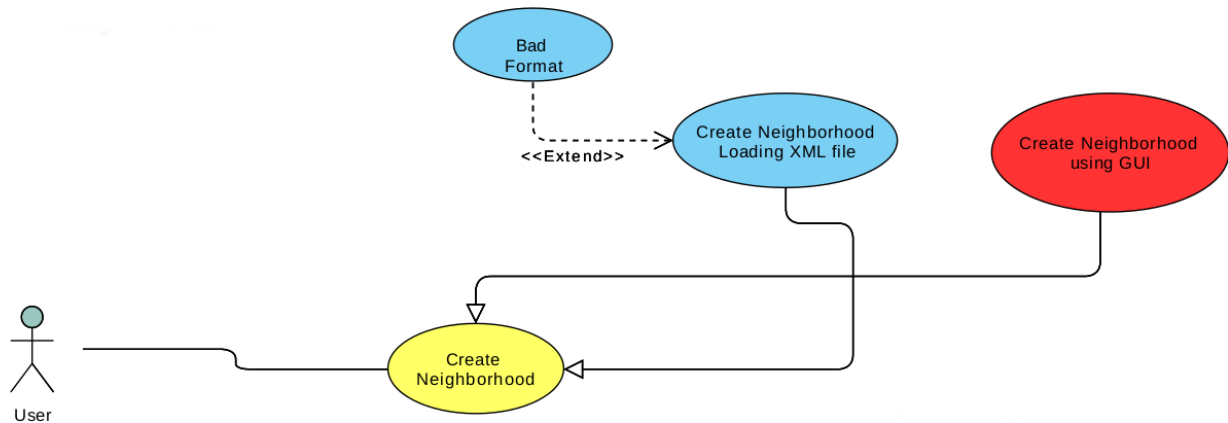 Bad
Format
Create Neighborhood
Loading XML file
<<Extend>>
Create Neighborhood
using GUI
Create
Neighborhood
User